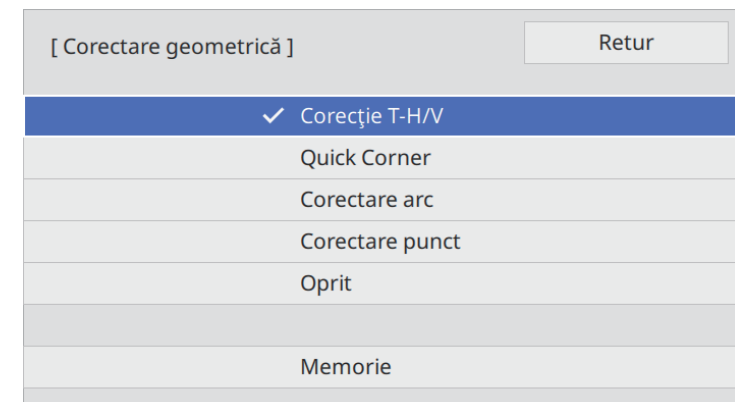 [ Corectare geometrică ]
Retur
Corecţie T-H/V
Quick Corner
Corectare arc
Corectare punct
Oprit
Memorie